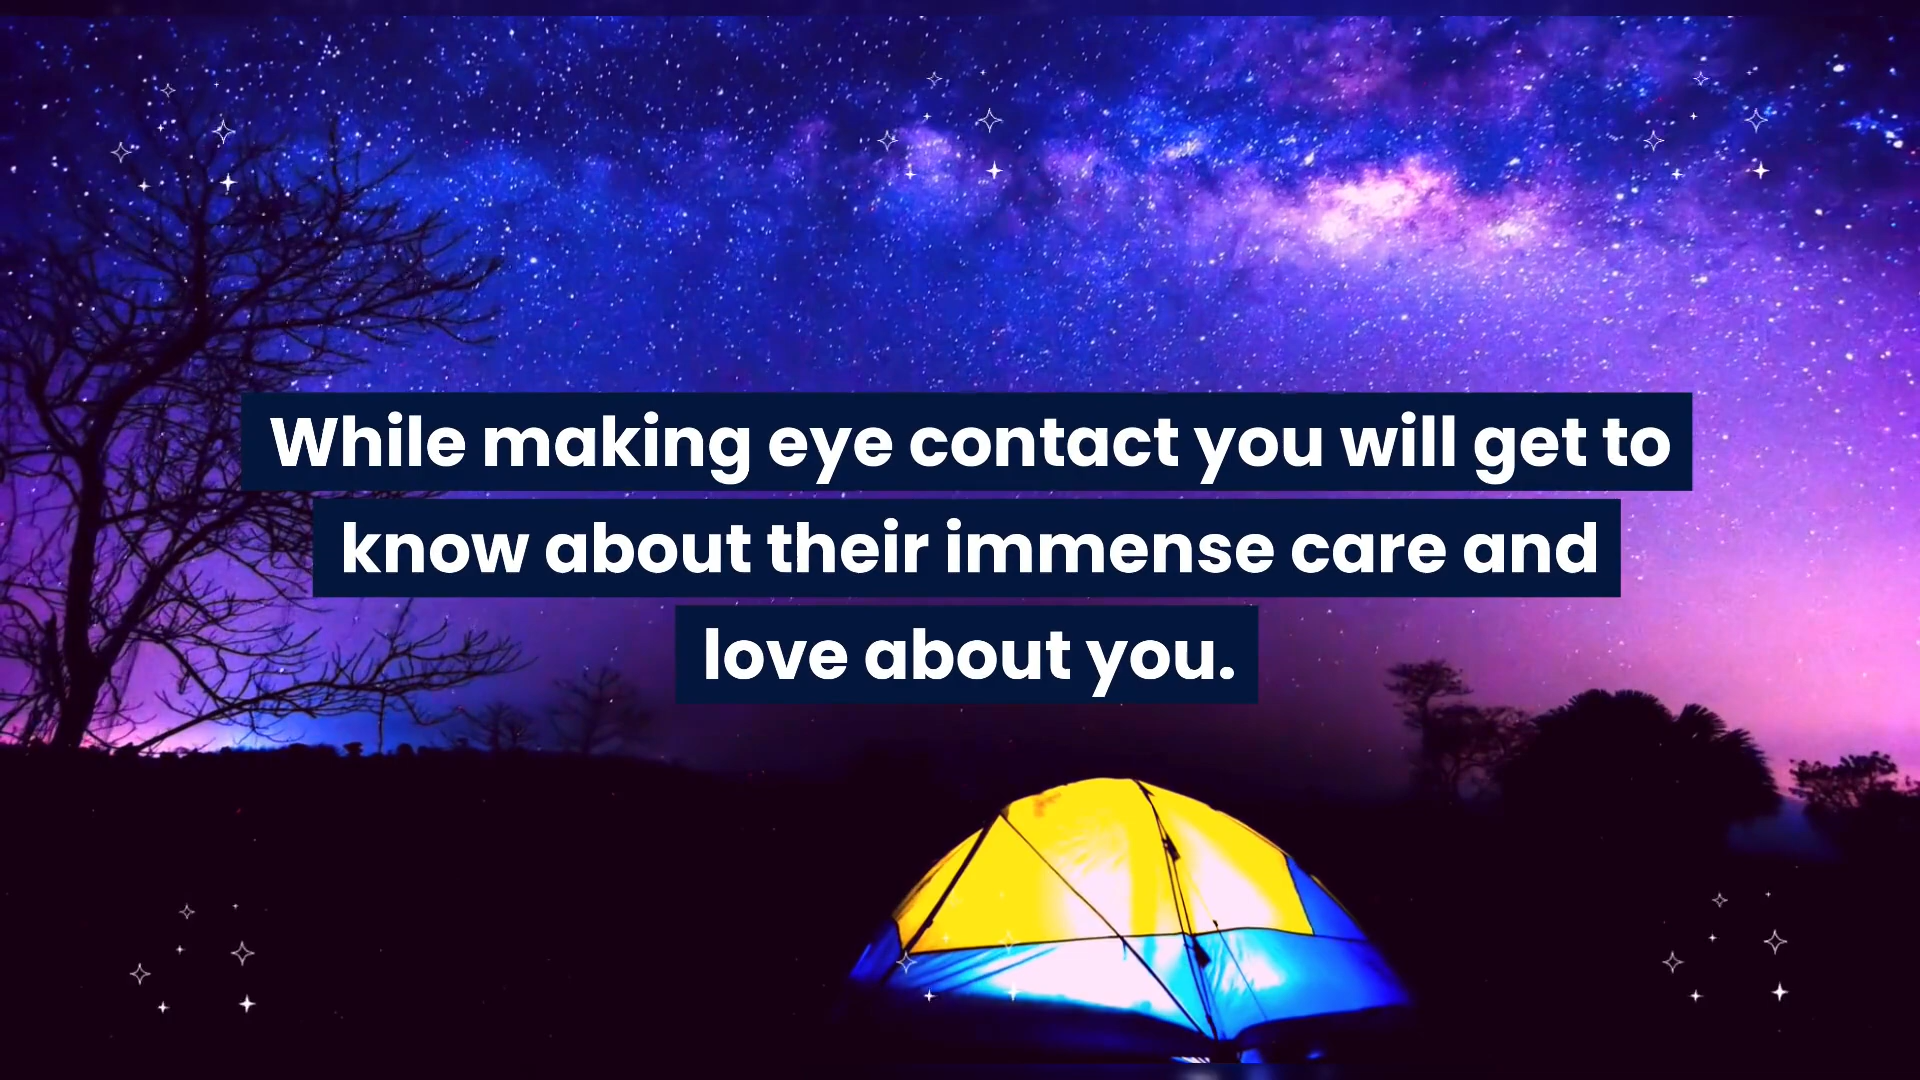 While making eye contact you will get to
know about their immense care and
love about you.